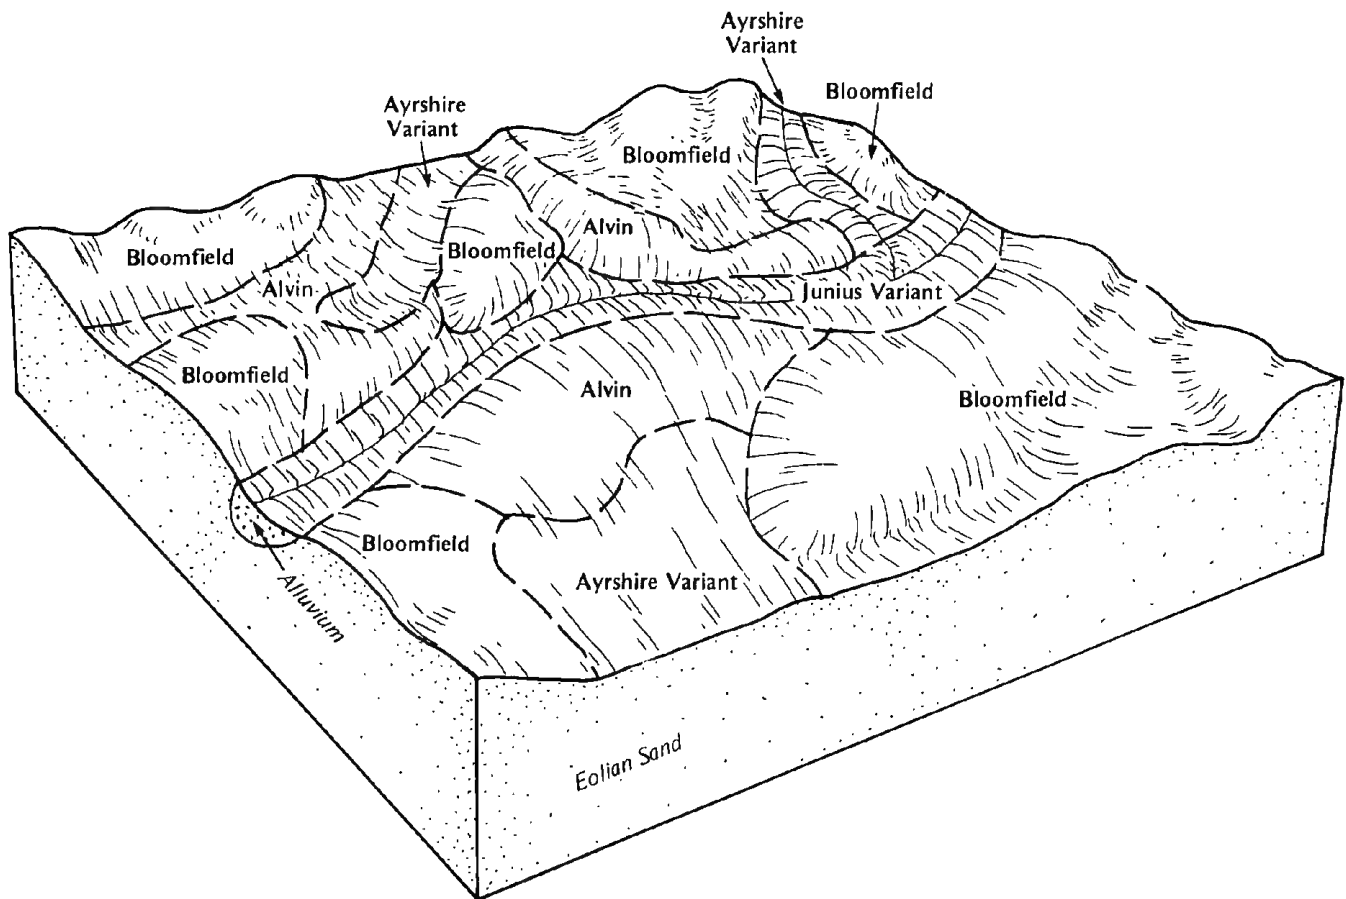 Ayrshire
Variant
Bloomfield
Ayrshire
Variant
Bloomfield
Alvin
Bloomfield
Bloomfield
Alvin
Junius Variant
Bloomfield
Alvin
Bloomfield
Bloomfield
Ayrshire Variant
Alluvium
Eolian Sand